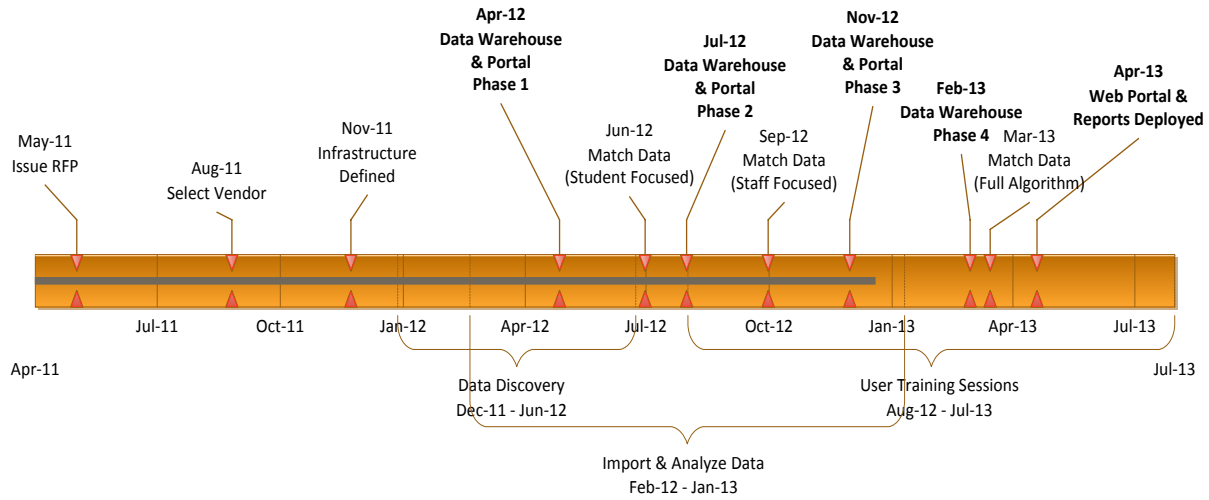 May-11
Issue RFP
Aug-11
Select Vendor
Nov-11
Infrastructure
Defined
Apr-12
Data Warehouse
& Portal
Phase 1
Jun-12
Match Data
(Student Focused)
Jul-12
Data Warehouse
& Portal
Phase 2
Sep-12
Match Data
(Staff Focused)
Nov-12
Data Warehouse
& Portal
Phase 3
Feb-13
Data Warehouse
Phase 4
Mar-13
Match Data
(Full Algorithm)
Apr-13
Web Portal &
Reports Deployed
Jul-11
Oct-11
Jan-12
Apr-12
Jul-12
Oct-12
Jan-13
Apr-13
Jul-13
Apr-11
Jul-13
Data Discovery
Dec-11 - Jun-12
User Training Sessions
Aug-12 - Jul-13
Import & Analyze Data
Feb-12 - Jan-13